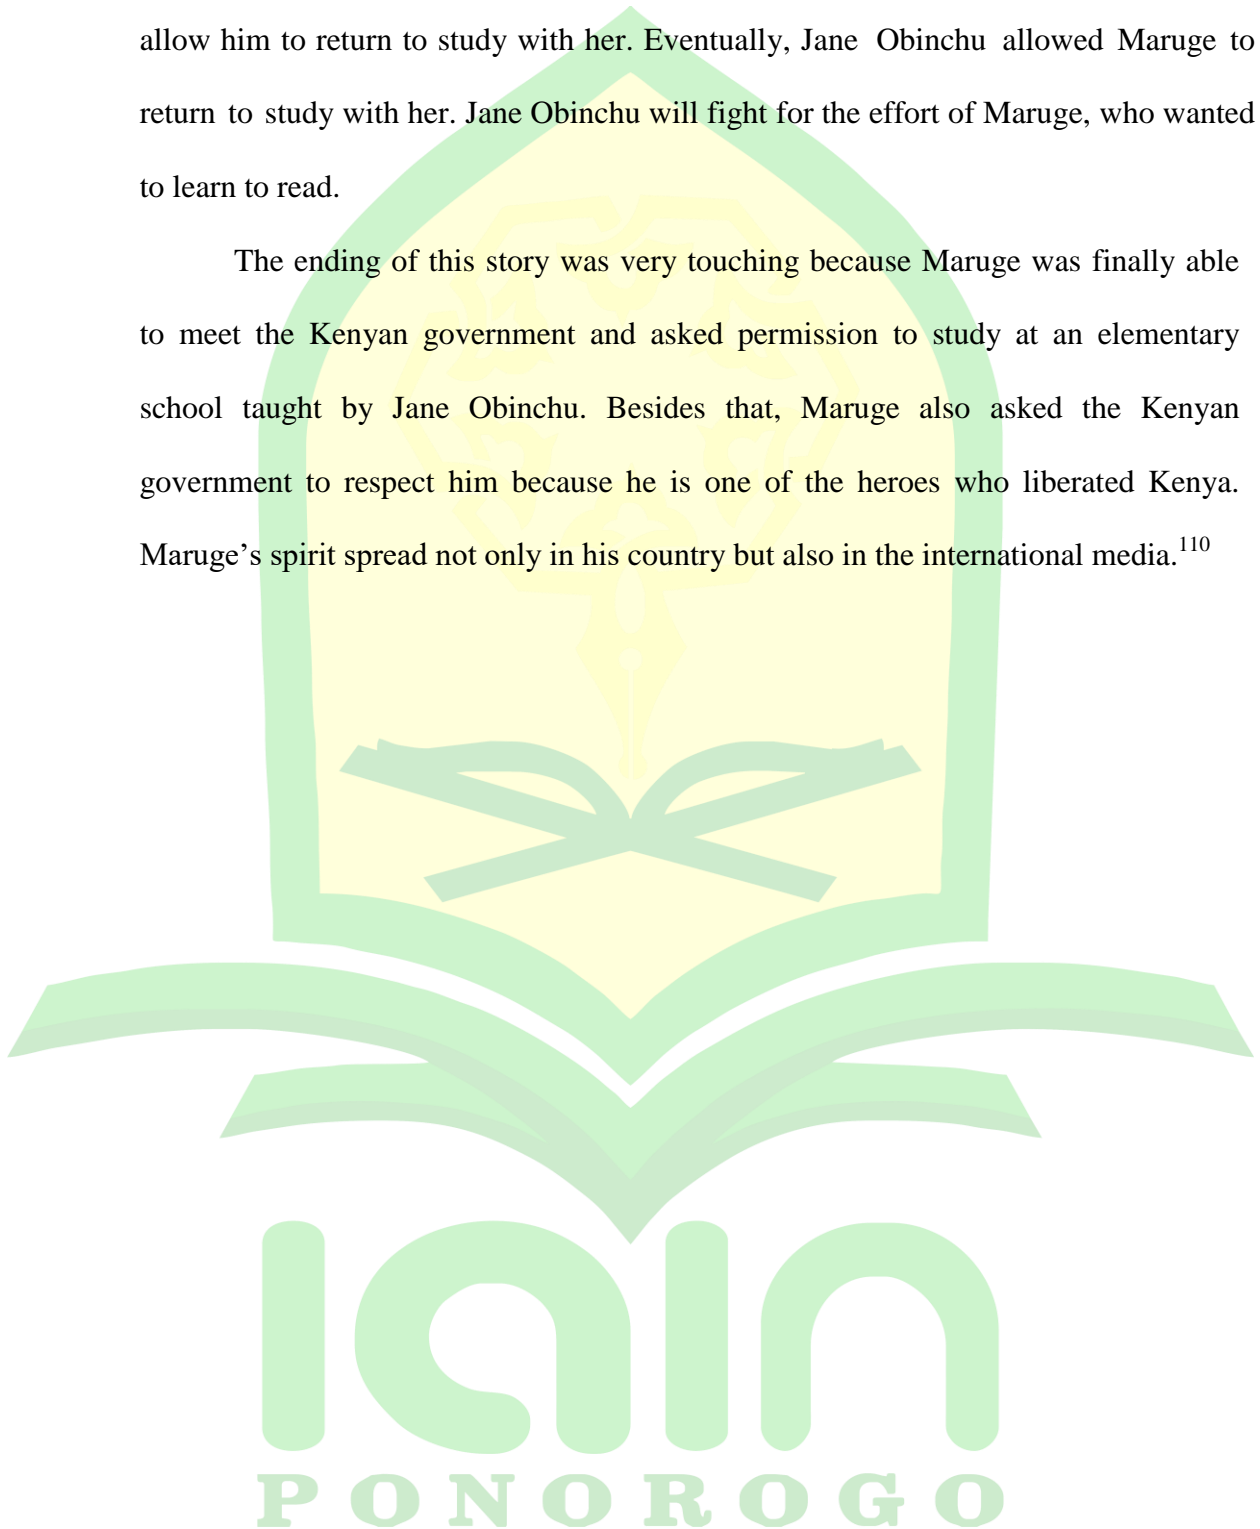 allow him to return to study with her. Eventually, Jane Obinchu allowed Maruge to
return to study with her. Jane Obinchu will fight for the effort of Maruge, who wanted
to learn to read.
The ending of this story was very touching because Maruge was finally able
to meet the Kenyan government and asked permission to study at an elementary
school taught by Jane Obinchu. Besides that, Maruge also asked the Kenyan
government to respect him because he is one of the heroes who liberated Kenya.
Maruge’s spirit spread not only in his country but also in the international media.110
iain
PONOROGO